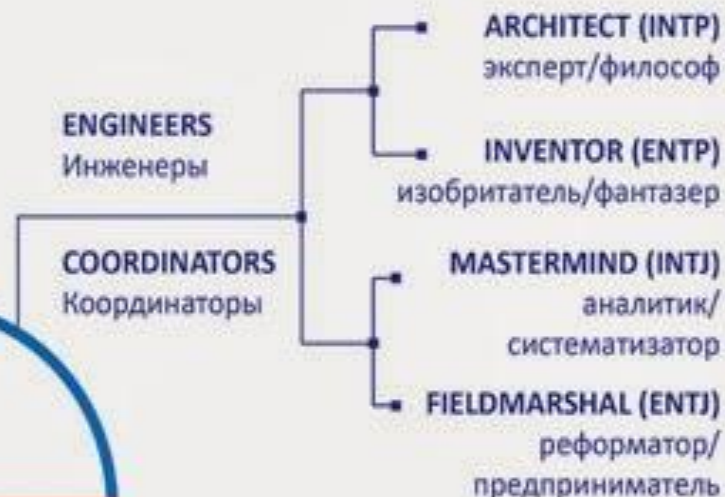 ENGINEERS
Инженеры
COORDINATORS
Координаторы
ARCHITECT (INTP)
эксперт/философ
INVENTOR (ENTP)
изобритатель/фантазер
MASTERMIND (INTJ)
аналитик/
систематизатор
FIELDMARSHAL (ENTJ)
реформатор/
предприниматель